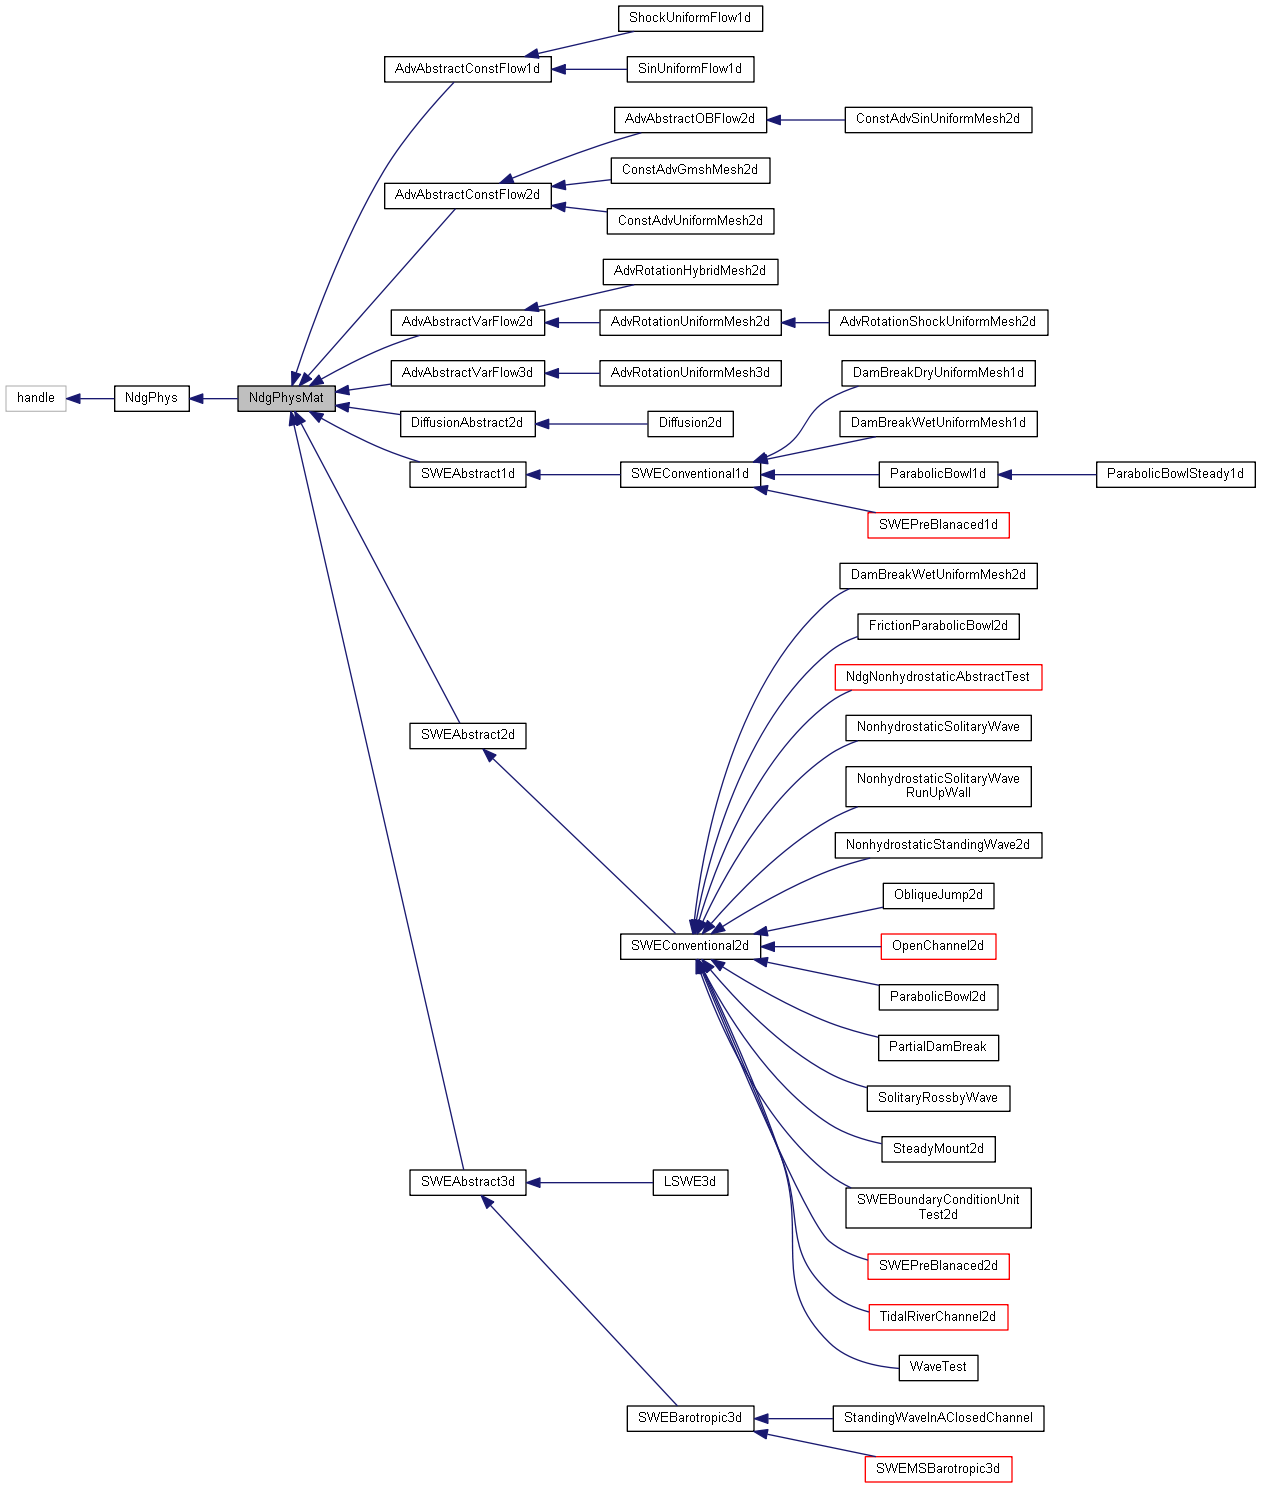 ShockUniformFlow1d
AdvAbstractConstFlow1d
SinUniformFlow1d
AdvAbstractOBFlow2d
ConstAdvSinUniformMesh2d
ConstAdvGmshMesh2d
AdvAbstractConstFlow2d
ConstAdvUniformMesh2d
AdvRotationHybridMesh2d
AdvAbstractVarFlow2d
AdvRotationUniformMesh2d
AdvRotationShockUniformMesh2d
AdvAbstractVarFlow3d
AdvRotationUniformMesh3d
DamBreakDryUniformMesh1d
handle
NdgPhys
NdgPhysMat
DiffusionAbstract2d
Diffusion2d
DamBreakWetUniformMesh1d
SWEAbstract1d
SWEConventional1d
ParabolicBowl1d
ParabolicBowlSteady1d
SWEPreBlanaced1d
DamBreakWetUniformMesh2d
FrictionParabolicBowl2d
NdgNonhydrostaticAbstractTest
NonhydrostaticSolitaryWave
SWEAbstract2d
NonhydrostaticSolitaryWave
RunUpWall
NonhydrostaticStandingWave2d
ObliqueJump2d
SWEConventional2d
OpenChannel2d
ParabolicBowl2d
PartialDamBreak
SolitaryRossbyWave
SteadyMount2d
SWEAbstract3d
LSWE3d
SWEBoundaryConditionUnit
Test2d
SWEPreBlanaced2d
TidalRiverChannel2d
WaveTest
SWEBarotropic3d
StandingWaveInAClosedChannel
SWEMSBarotropic3d